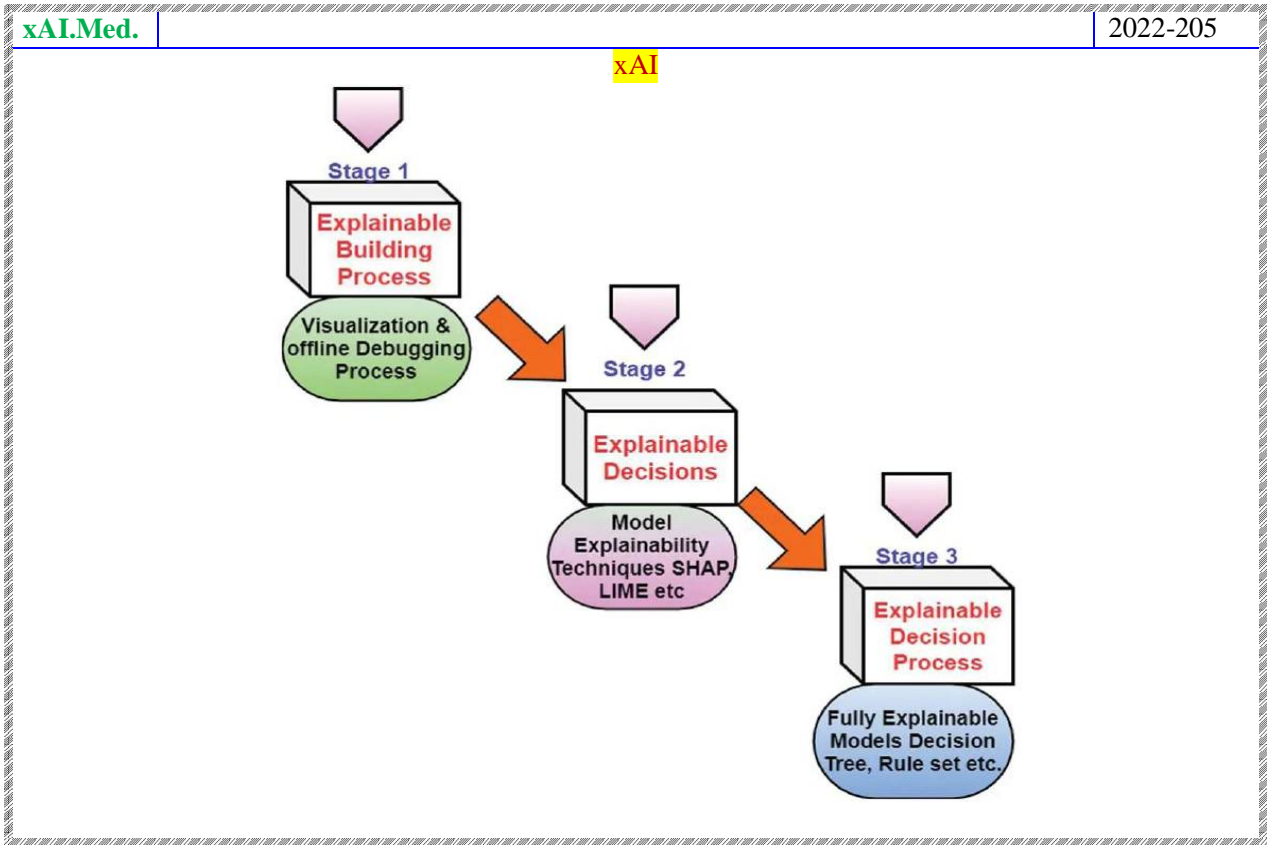 xAI.Med.
2022-205
xAI
Stage 1
Explainable
Building
Process
Visualization &
offline Debugging
Process
Stage 2
Explainable
Decisions
Model
Explainability
Techniques SHAP,
LIME etc
Stage 3
Explainable
Decision
Process
Fully Explainable
Models Decision
Tree, Rule set etc.